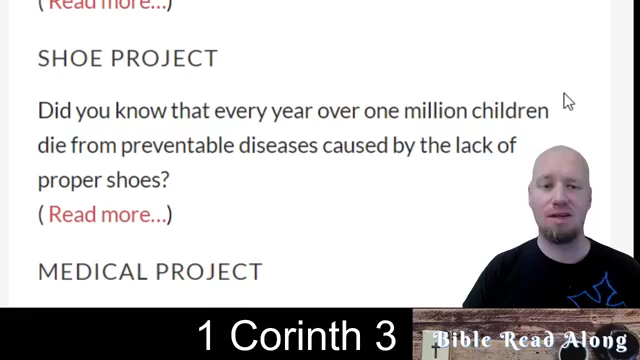 ( Read more…)
SHOE PROJECT
Did you know that every year over one million children
die from preventable diseases caused by the lack of
proper shoes?
( Read more…)
MEDICAL PROJECT
1 Corinth 3
Bible Read Along